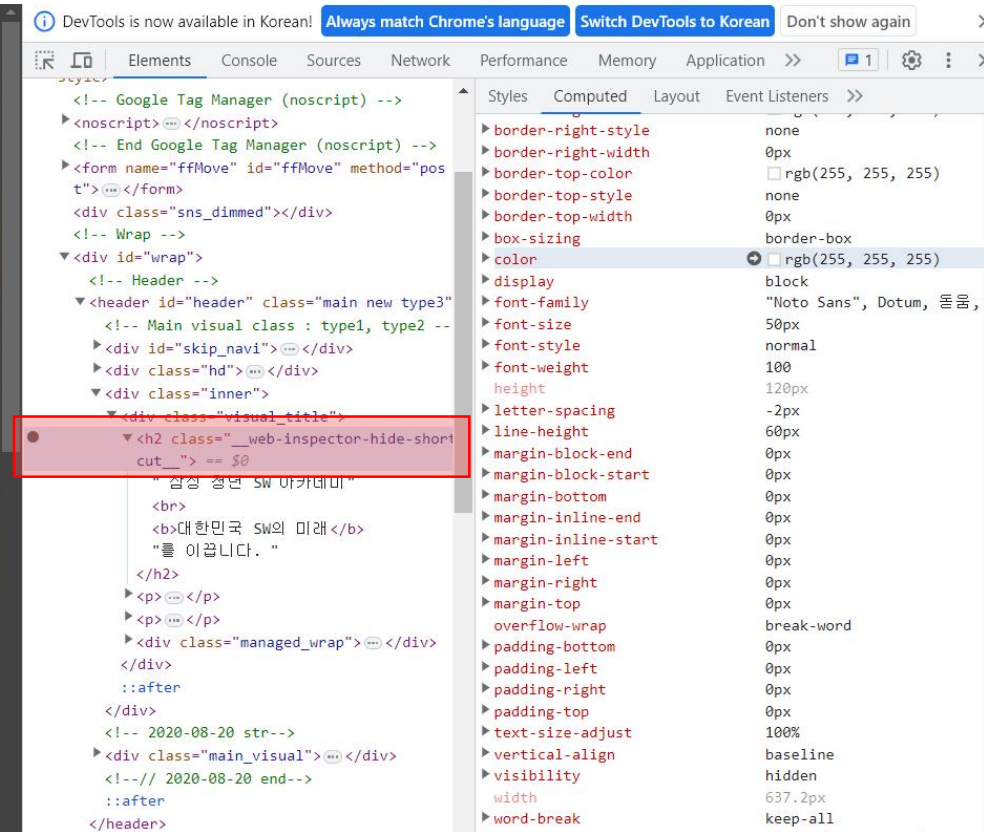 DevTools is now available in Korean! Always match Chrome's language Switch DevTools to Korean Don't show again
Elements Console Sources Network Performance Memory Application 1
<!-- Google Tag Manager (noscript) -->
<noscript>…</noscript>
<!-- End Google Tag Manager (noscript) -->
<form name="ffMove" id="ffMove" method="pos
t">…</form>
<div class="sns_dimmed"></div>
<!-- Wrap -->
<div id="wrap">
<!-- Header -->
<header id="header" class="main new type3"
<!-- Main visual class : type1, type2 --
<div id="skip_navi">…</div>
<div class="hd">…</div>
<div class="inner">
<div class="visual_title">
<h2 class="__web-inspector-hide-short
cut__"> == $0
" 삼성 청년 SW 아카데미"
<br>
<b>대한민국 SW의 미래</b>
"를 이끕니다. "
</h2>
<p>…</p>
<p>…</p>
<div class="managed_wrap">…</div>
</div>
::after
</div>
<!-- 2020-08-20 str-->
<div class="main_visual">…</div>
<!--// 2020-08-20 end-->
::after
</header>
Styles Computed Layout Event Listeners
border-right-style none
border-right-width 0px
border-top-color rgb(255, 255, 255)
border-top-style none
border-top-width 0px
box-sizing border-box
color rgb(255, 255, 255)
display block
font-family "Noto Sans", Dotum, 돋움,
font-size 50px
font-style normal
font-weight 100
height 120px
letter-spacing -2px
line-height 60px
margin-block-end 0px
margin-block-start 0px
margin-bottom 0px
margin-inline-end 0px
margin-inline-start 0px
margin-left 0px
margin-right 0px
margin-top 0px
overflow-wrap break-word
padding-bottom 0px
padding-left 0px
padding-right 0px
padding-top 0px
text-size-adjust 100%
vertical-align baseline
visibility hidden
width 637.2px
word-break keep-all